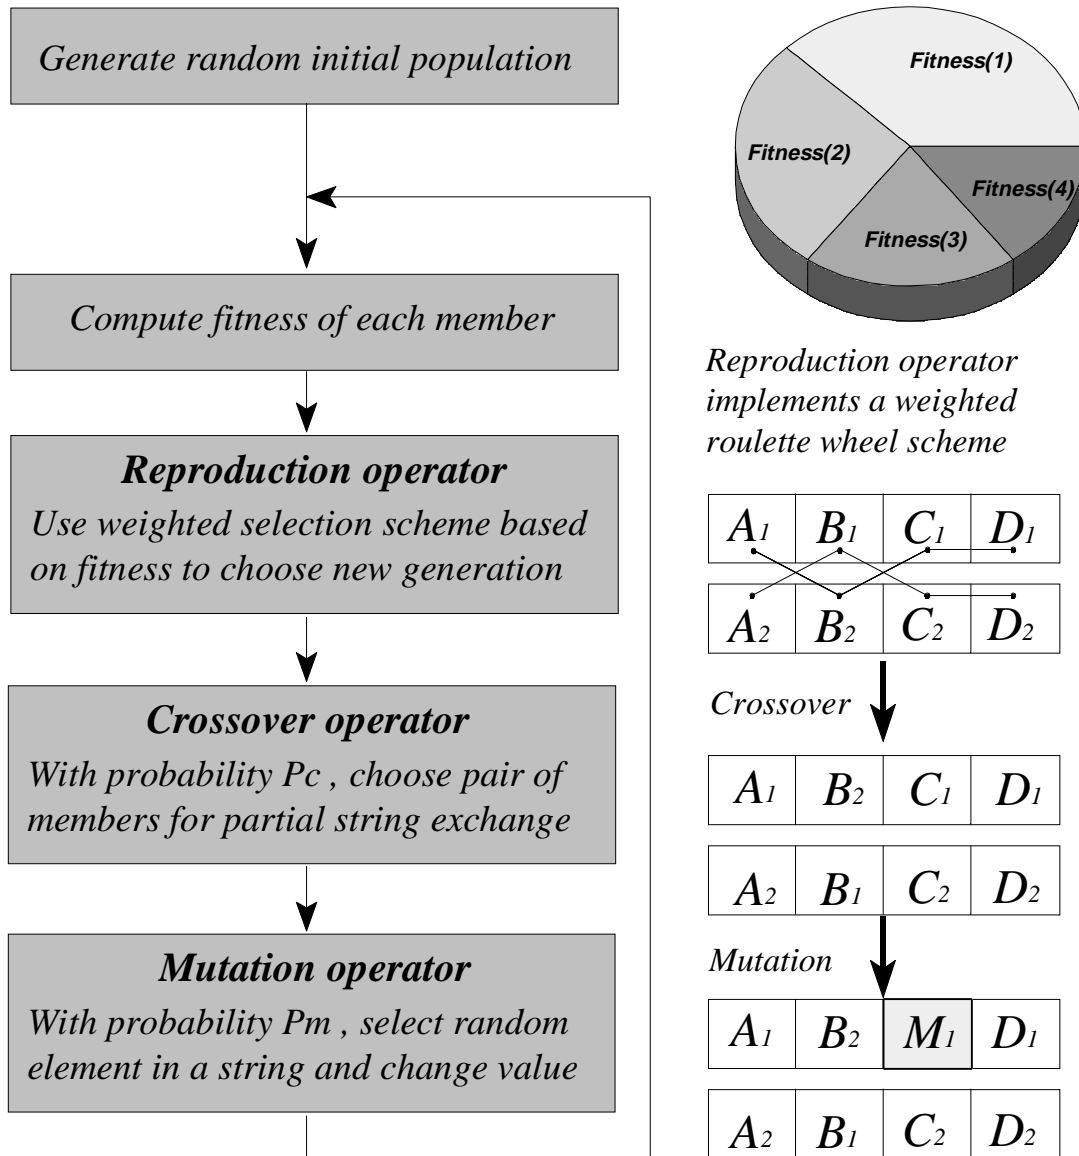 Generate random initial population
Compute fitness of each member
Reproduction operator
Use weighted selection scheme based
on fitness to choose new generation
Crossover operator
With probability Pc , choose pair of
members for partial string exchange
Mutation operator
With probability Pm , select random
element in a string and change value
Fitness(1)
Fitness(2)
Fitness(4)
Fitness(3)
Reproduction operator
implements a weighted
roulette wheel scheme
A1 B1 C1 D1
A2 B2 C2 D2
Crossover
A1 B2 C1 D1
A2 B1 C2 D2
Mutation
A1 B2 M1 D1
A2 B1 C2 D2